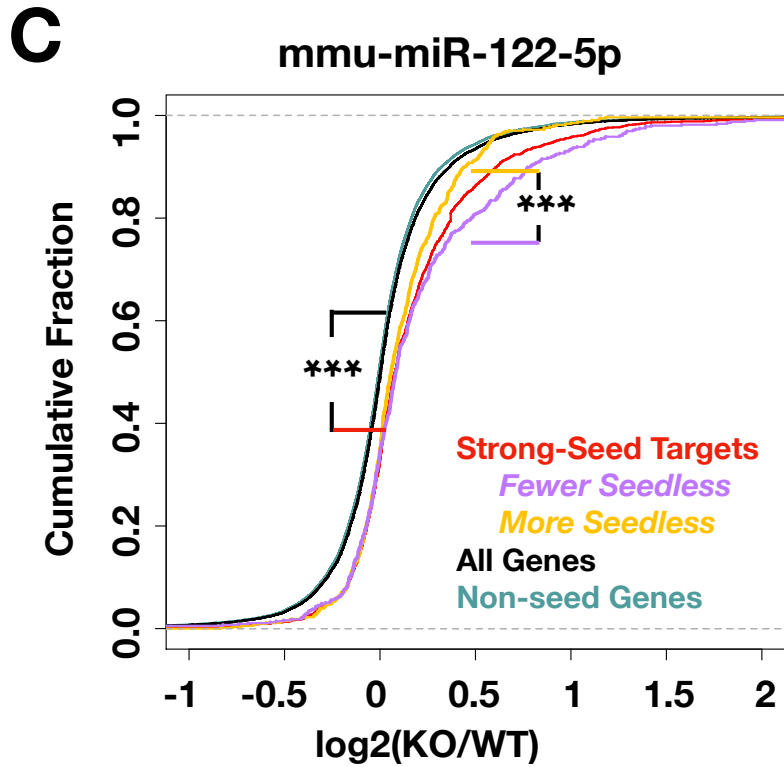 C
mmu-miR-122-5p
Cumulative Fraction
1.0
0.8
0.6
0.4
0.2
0.0
***
***
Strong-Seed Targets
Fewer Seedless
More Seedless
All Genes
Non-seed Genes
-1 -0.5 0 0.5 1 1.5 2
log2(KO/WT)